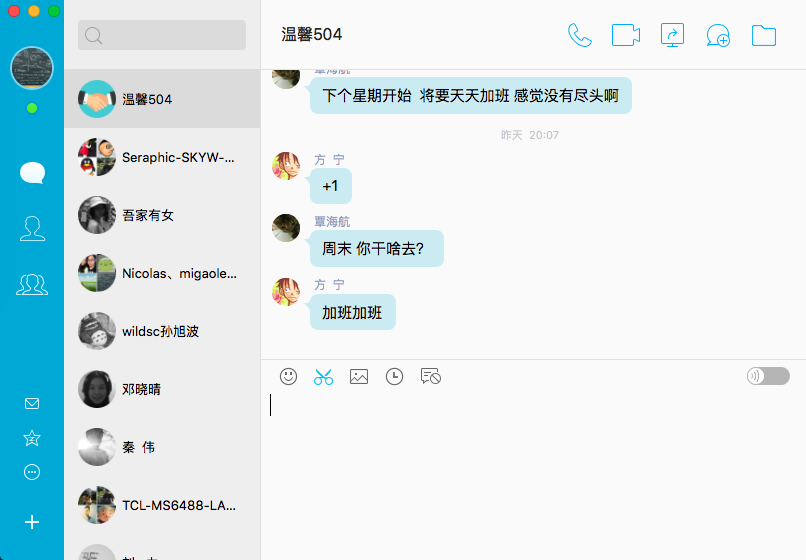 温馨504
温馨504
Seraphic-SKYW-...
吾家有女
Nicolas、migaole...
wildsc孙旭波
邓晓晴
秦 伟
TCL-MS6488-LA...
覃海航
下个星期开始 将要天天加班 感觉没有尽头啊
昨天 20:07
方 宁
+1
覃海航
周末 你干啥去?
方 宁
加班加班